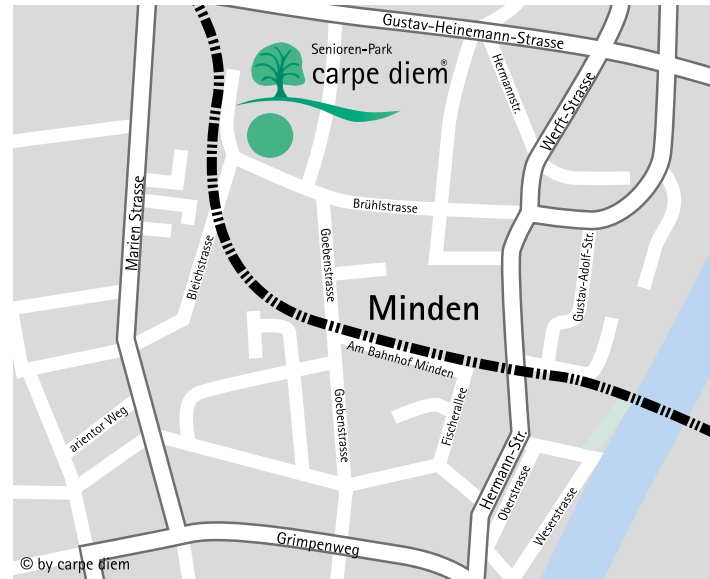 Gustav-Heinemann-Strasse
Senioren-Park
carpe diem®
Hermannstr.
Werft-Strasse
Marien Strasse
Brühlstrasse
Bleichstrasse
Goebenstrasse
Gustav-Adolf-Str.
Minden
Am Bahnhof Minden
Goebenstrasse
Fischerallee
arientor Weg
Hermann-Str.
Oberstrasse
Weserstrasse
Grimpenweg
© by carpe diem